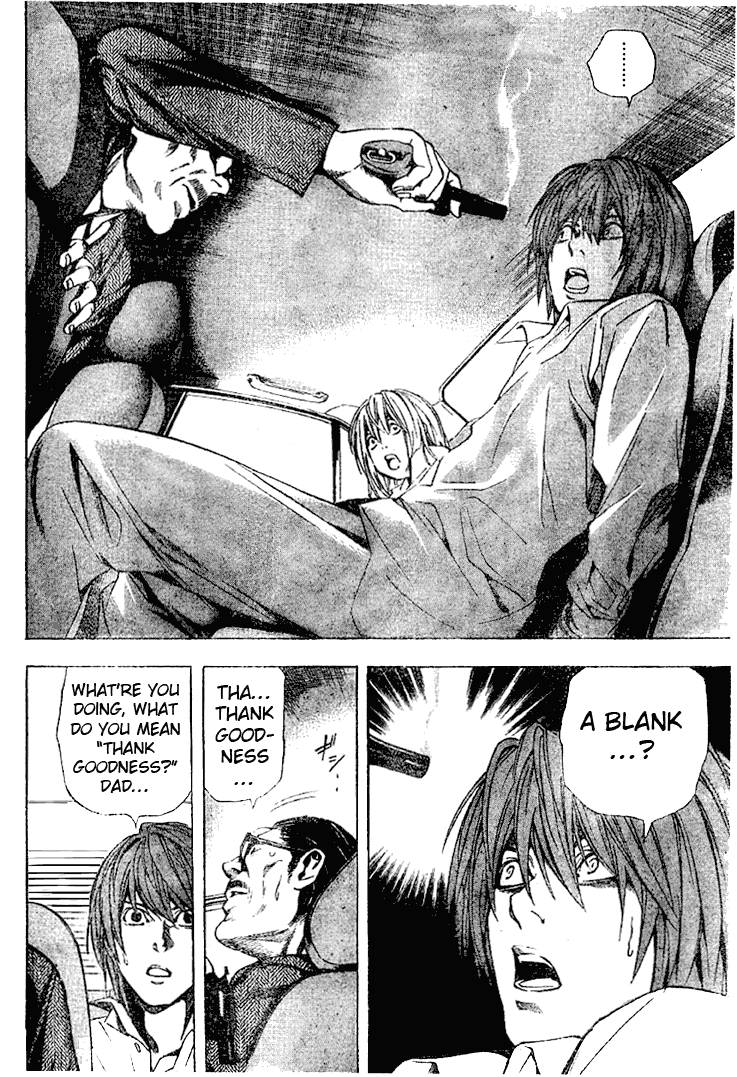 ........
A BLANK
...?
THA...
THANK
GOOD-
NESS
...
WHAT'RE YOU
DOING, WHAT
DO YOU MEAN
"THANK
GOODNESS?"
DAD...